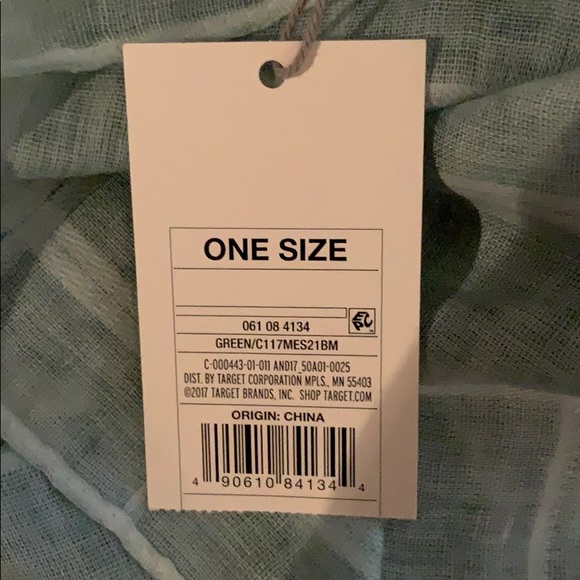 ONE SIZE
061 08 4134
GREEN/C117MES21BM
C-000443-01-011 AND17_50A01-0025
DIST. BY TARGET CORPORATION MPLS., MN 55403
©2017 TARGET BRANDS, INC. SHOP TARGET.COM
ORIGIN: CHINA
4 90610 84134 4